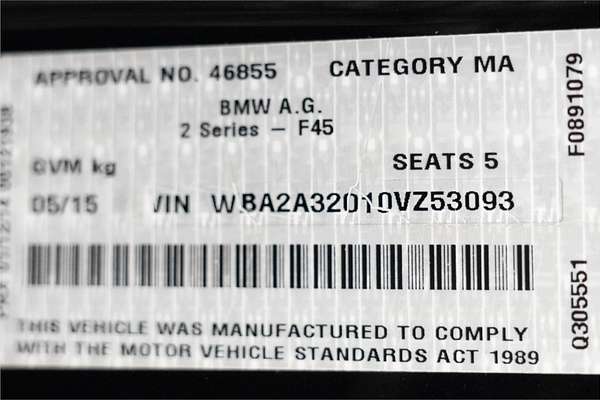 APPROVAL NO. 46855
CATEGORY MA
BMW A.G.
2 Series – F45
GVM kg
SEATS 5
05/15
VIN WBA2A32010VZ53093
THIS VEHICLE WAS MANUFACTURED TO COMPLY
WITH THE MOTOR VEHICLE STANDARDS ACT 1989
F0891079
Q305551